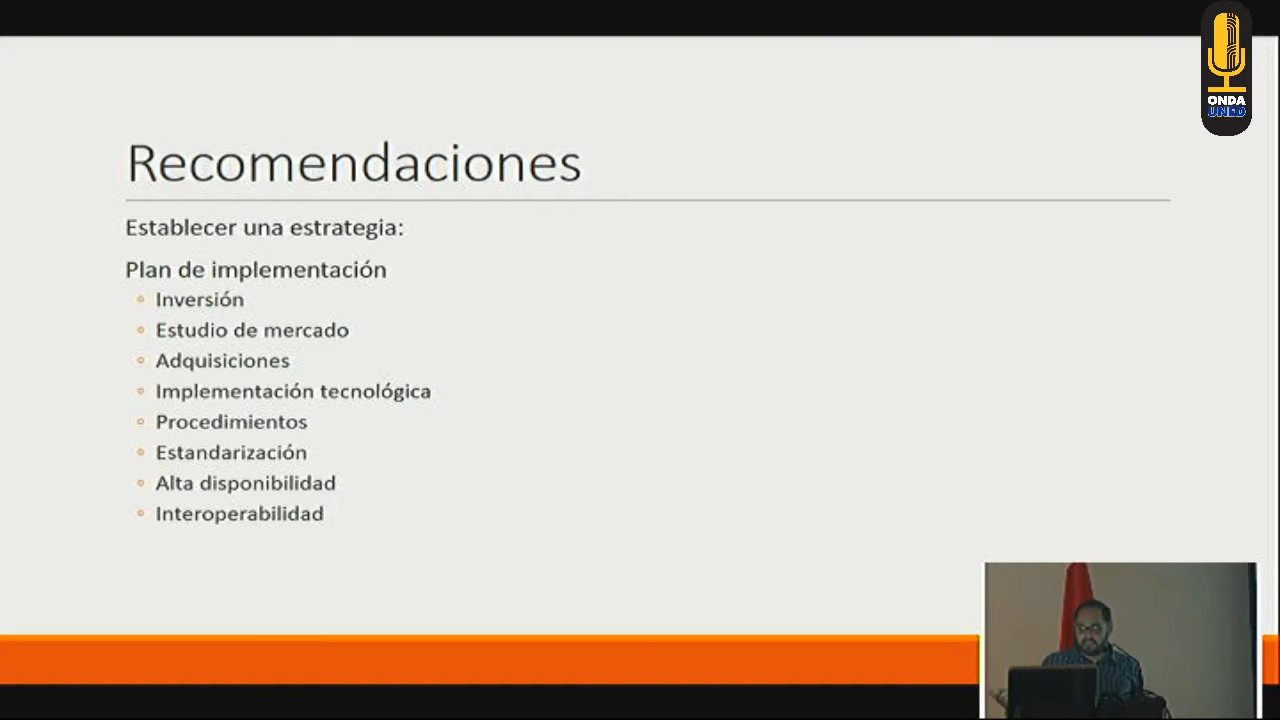 ONDA
UNED
Recomendaciones
Establecer una estrategia:
Plan de implementación
Inversión
Estudio de mercado
Adquisiciones
Implementación tecnológica
Procedimientos
Estandarización
Alta disponibilidad
Interoperabilidad